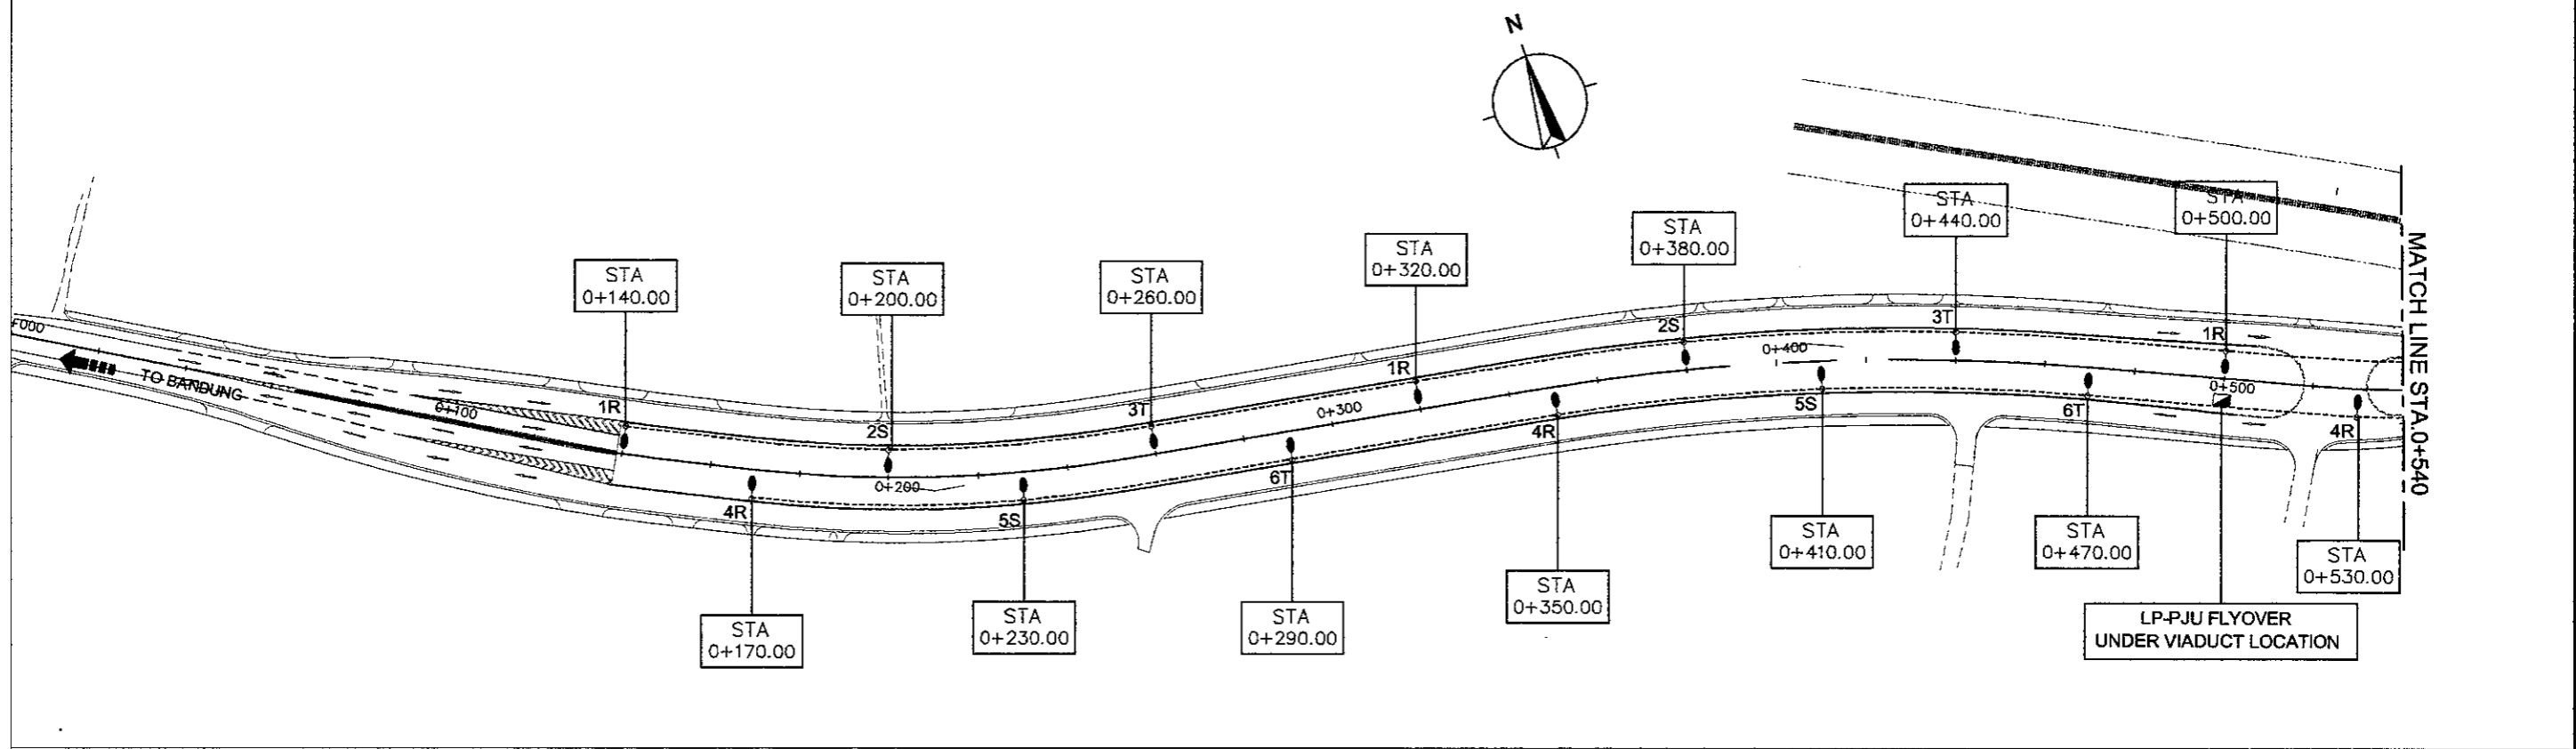 N
STA
0+140.00
STA
0+200.00
STA
0+260.00
STA
0+320.00
STA
0+380.00
STA
0+440.00
STA
0+500.00
MATCH LINE STA.0+540
+000
TO BANDUNG
0+100
1R
2S
3T
1R
2S
3T
1R
0+200
0+300
0+400
0+500
4R
5S
6T
4R
5S
6T
4R
STA
0+170.00
STA
0+230.00
STA
0+290.00
STA
0+350.00
STA
0+410.00
STA
0+470.00
STA
0+530.00
LP-PJU FLYOVER
UNDER VIADUCT LOCATION